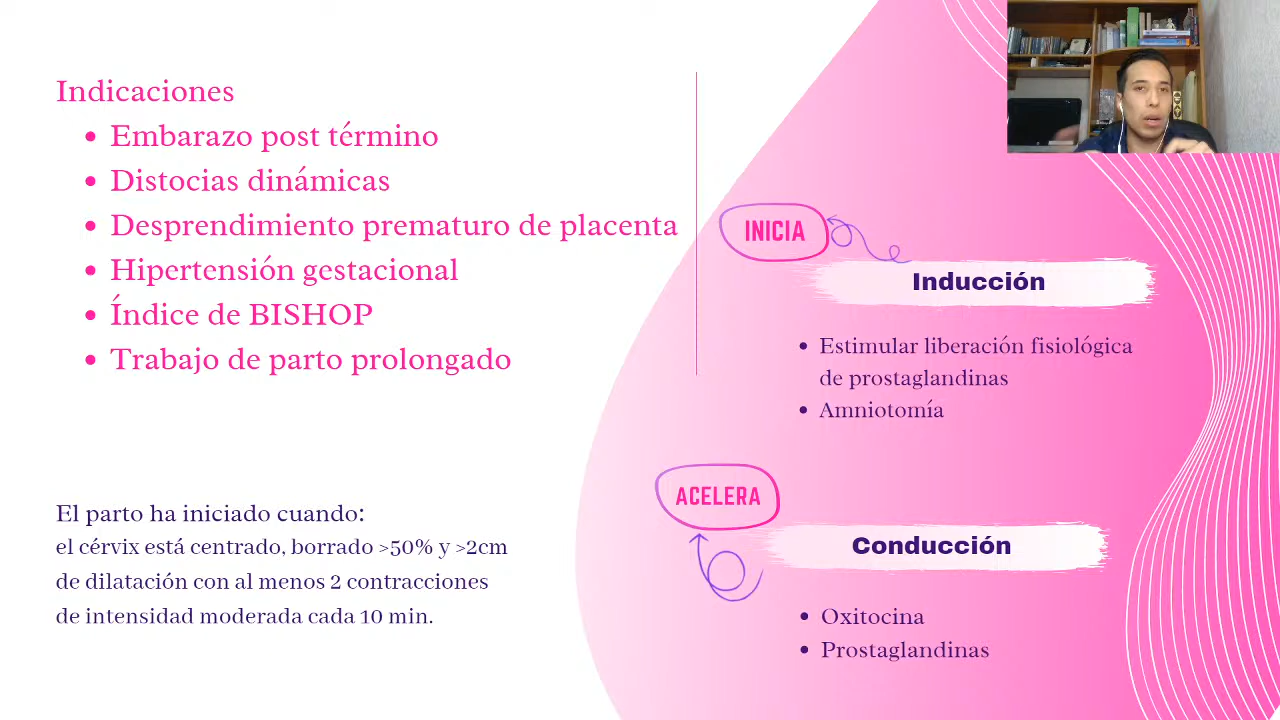 Indicaciones
Embarazo post término
Distocias dinámicas
Desprendimiento prematuro de placenta
Hipertensión gestacional
Índice de BISHOP
Trabajo de parto prolongado
El parto ha iniciado cuando:
el cérvix está centrado, borrado >50% y >2cm
de dilatación con al menos 2 contracciones
de intensidad moderada cada 10 min.
INICIA
Inducción
Estimular liberación fisiológica
de prostaglandinas
Amniotomía
ACELERA
Conducción
Oxitocina
Prostaglandinas